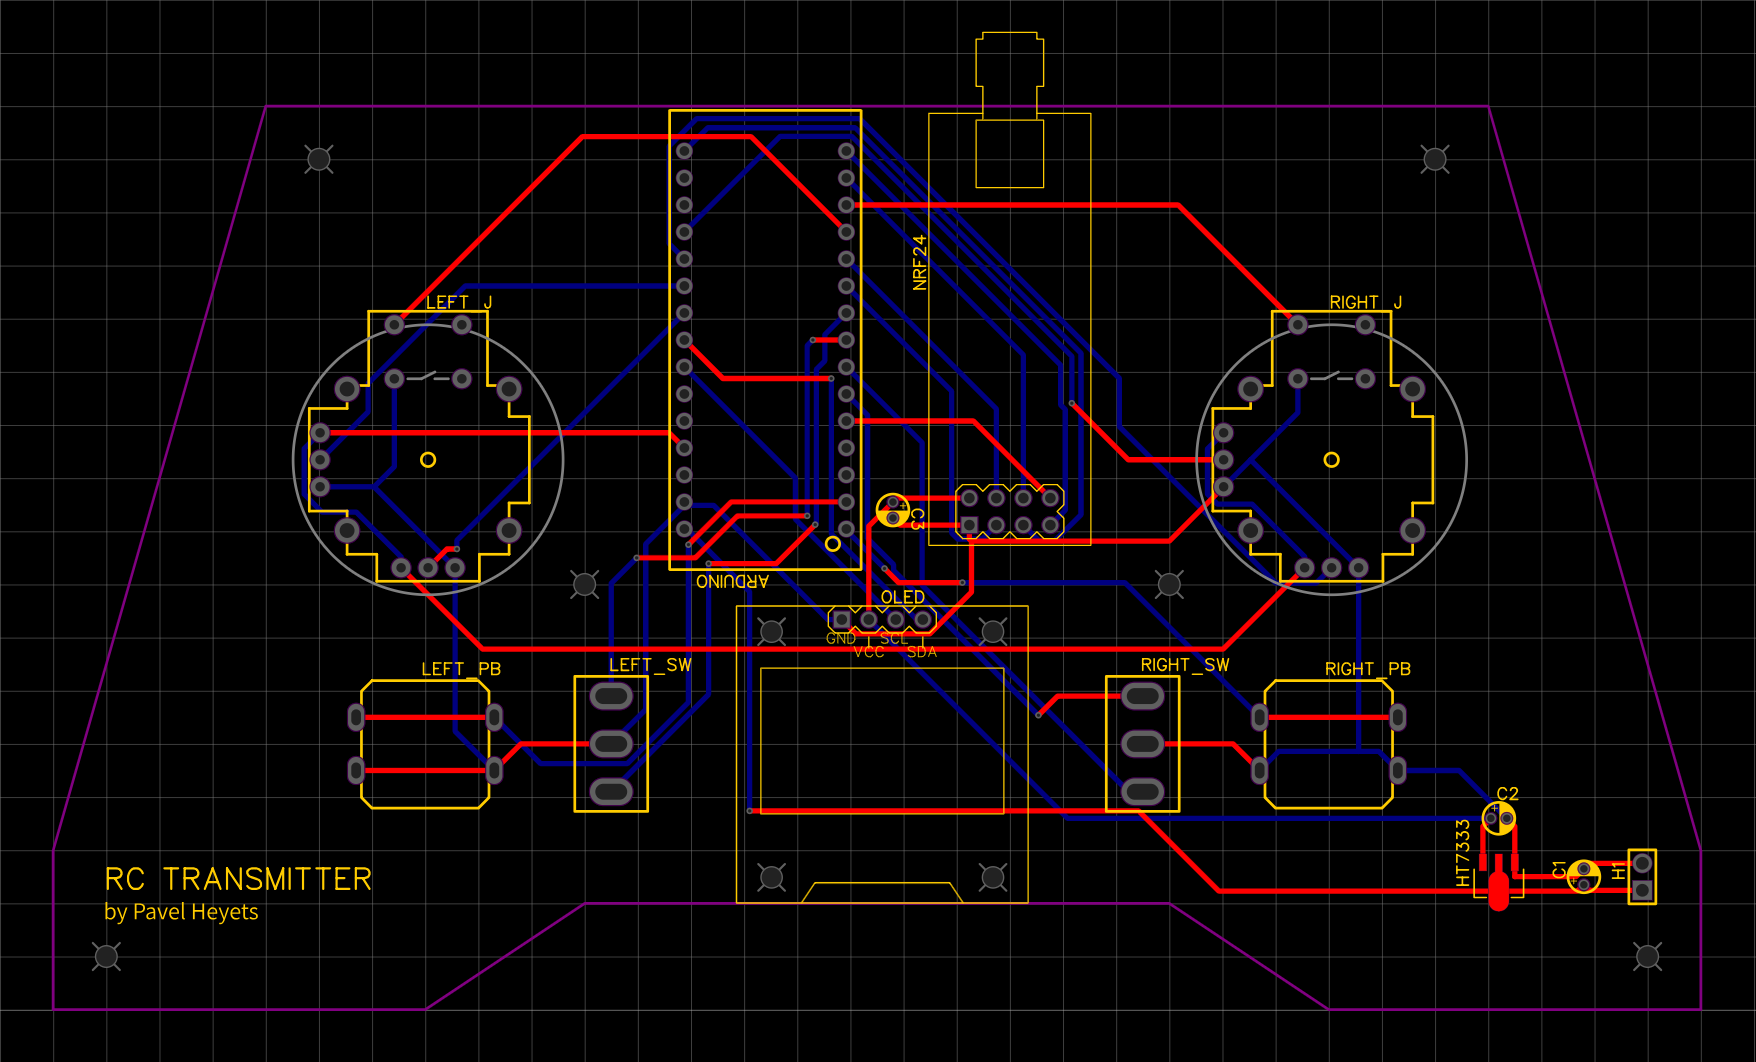 NRF24
LEFT_J
RIGHT_J
C3
ARDUINO
OLED
GND
SCL
VCC
SDA
LEFT_PB
LEFT_SW
RIGHT_SW
RIGHT_PB
C2
HT7333
C1
H1
RC TRANSMITTER
by Pavel Heyets